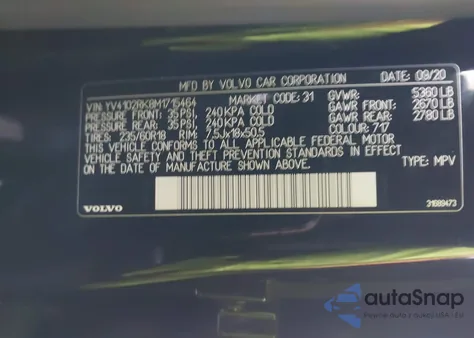 MFD BY VOLVO CAR CORPORATION DATE: 09/20
VIN: YV4102RK8M1715464 MARKET CODE: 31 GVWR: 5360 LB
PRESSURE FRONT: 35PSI, 240 KPA COLD GAWR FRONT: 2670 LB
PRESSURE REAR: 35 PSI, 240 KPA COLD GAWR REAR: 2780 LB
TIRES: 235/60R18 RIM: 7.5Jx18x50.5 COLOUR: 717
THIS VEHICLE CONFORMS TO ALL APPLICABLE FEDERAL MOTOR
VEHICLE SAFETY AND THEFT PREVENTION STANDARDS IN EFFECT
ON THE DATE OF MANUFACTURE SHOWN ABOVE. TYPE: MPV
VOLVO 31689473
autoSnap